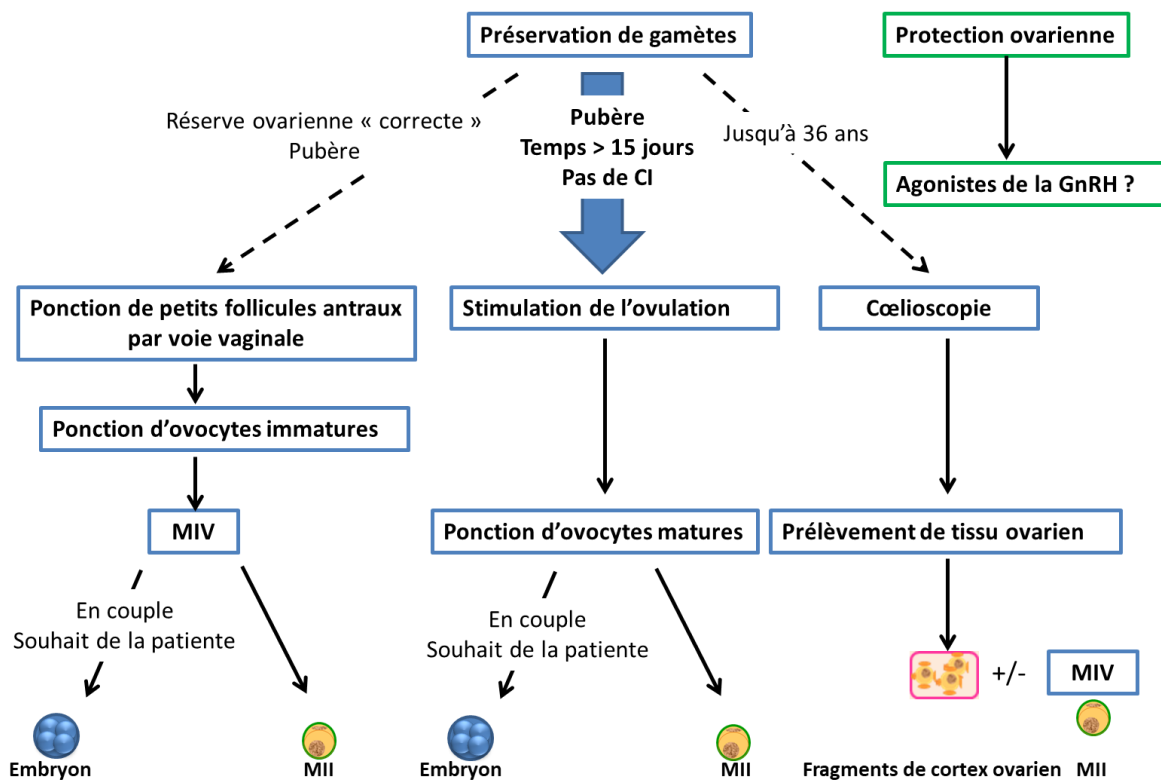 Préservation de gamètes
Protection ovarienne
Réserve ovarienne « correcte »
Pubère
Pubère
Temps > 15 jours
Pas de CI
Jusqu'à 36 ans
Agonistes de la GnRH ?
Ponction de petits follicules antraux
par voie vaginale
Stimulation de l'ovulation
Cœlioscopie
Ponction d'ovocytes immatures
MIV
Ponction d'ovocytes matures
Prélèvement de tissu ovarien
En couple
Souhait de la patiente
En couple
Souhait de la patiente
+/-
MIV
Embryon
MII
Embryon
MII
Fragments de cortex ovarien
MII